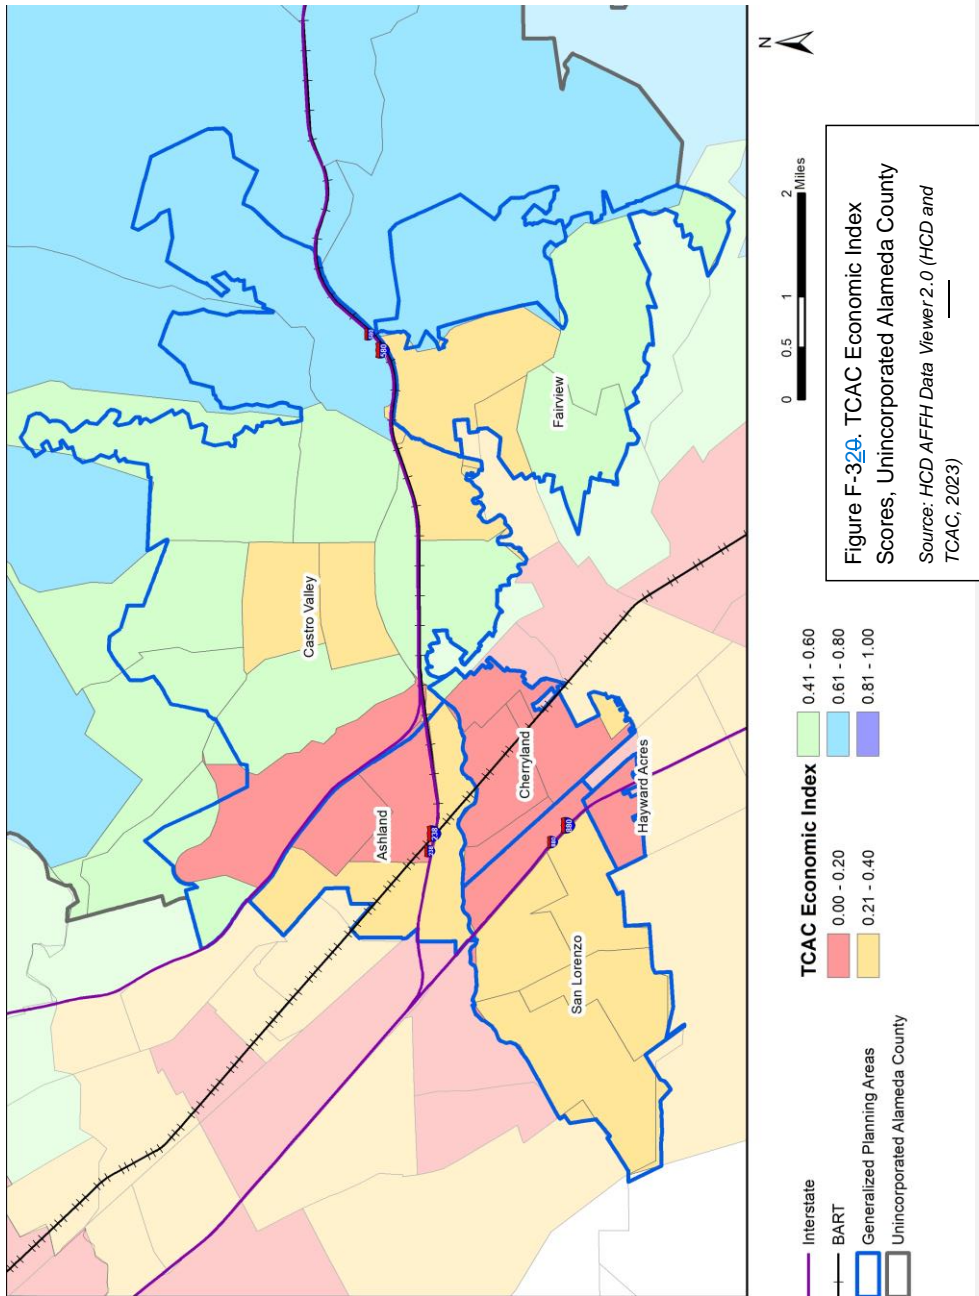 Castro Valley
Fairview
Ashland
Cherryland
Hayward Acres
San Lorenzo
580
238
880
N
0 0.5 1 2
Miles
Interstate
BART
Generalized Planning Areas
Unincorporated Alameda County
TCAC Economic Index
0.00 - 0.20
0.21 - 0.40
0.41 - 0.60
0.61 - 0.80
0.81 - 1.00
Figure F-320. TCAC Economic Index
Scores, Unincorporated Alameda County
Source: HCD AFFH Data Viewer 2.0 (HCD and
TCAC, 2023)